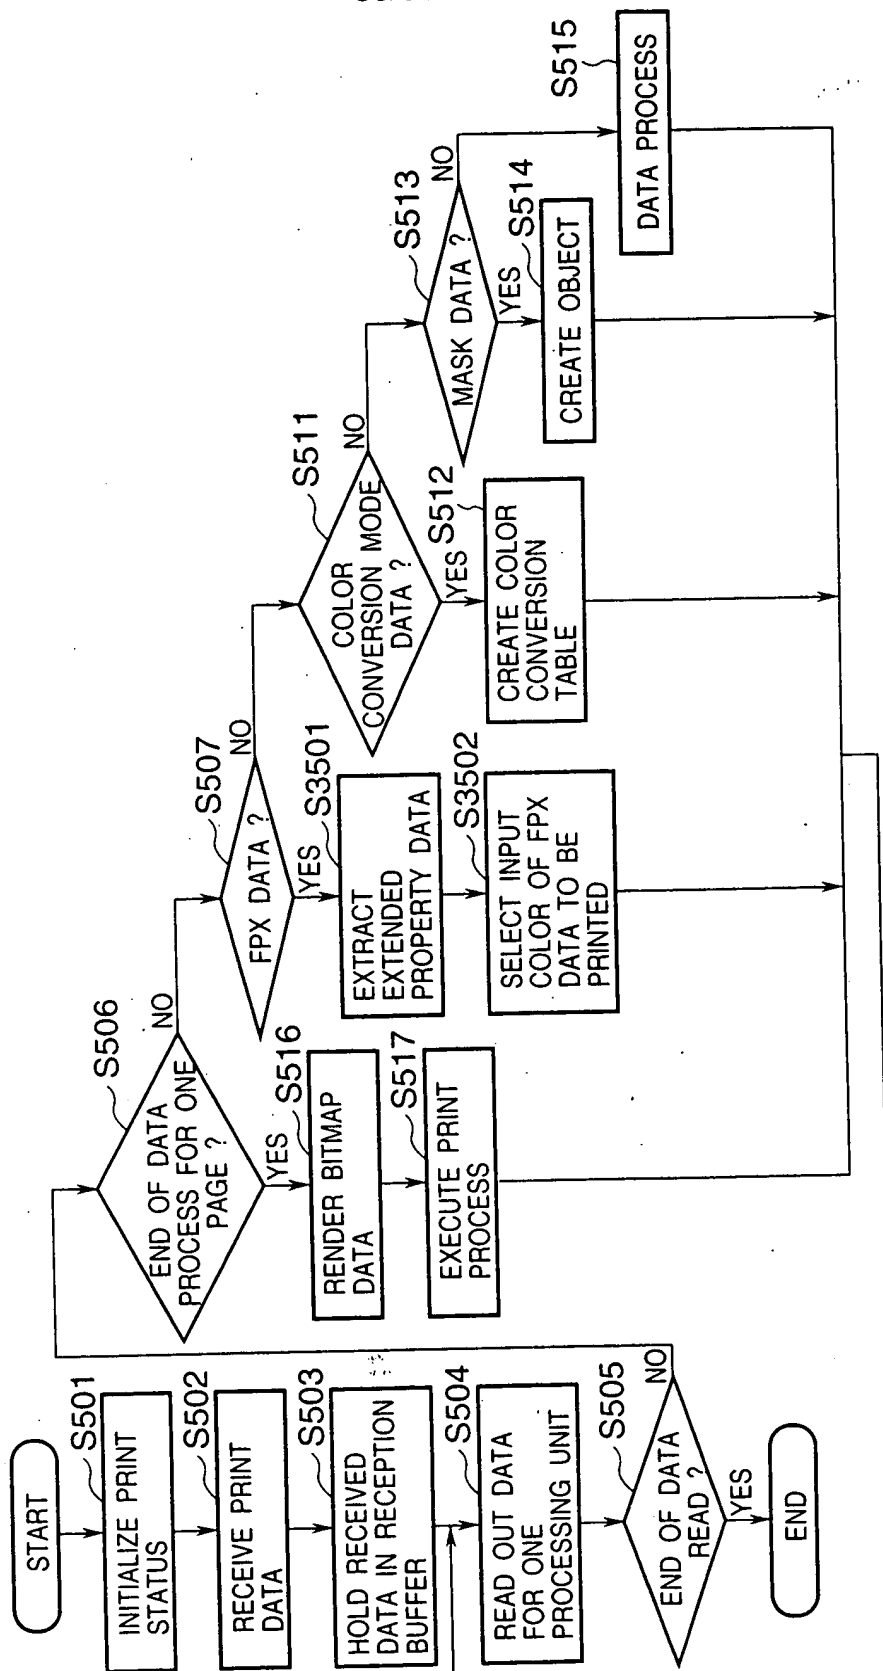 START
S501
INITIALIZE PRINT
STATUS
S502
RECEIVE PRINT
DATA
S503
HOLD RECEIVED
DATA IN RECEPTION
BUFFER
S504
READ OUT DATA
FOR ONE
PROCESSING UNIT
S505
END OF DATA
READ ?
NO
YES
END
S506
END OF DATA
PROCESS FOR ONE
PAGE ?
NO
YES
S516
RENDER BITMAP
DATA
S517
EXECUTE PRINT
PROCESS
S507
FPX DATA ?
NO
YES
S3501
EXTRACT
EXTENDED
PROPERTY DATA
S3502
SELECT INPUT
COLOR OF FPX
DATA TO BE
PRINTED
S511
COLOR
CONVERSION MODE
DATA ?
NO
YES
S512
CREATE COLOR
CONVERSION
TABLE
S513
MASK DATA ?
NO
YES
S514
CREATE OBJECT
S515
DATA PROCESS